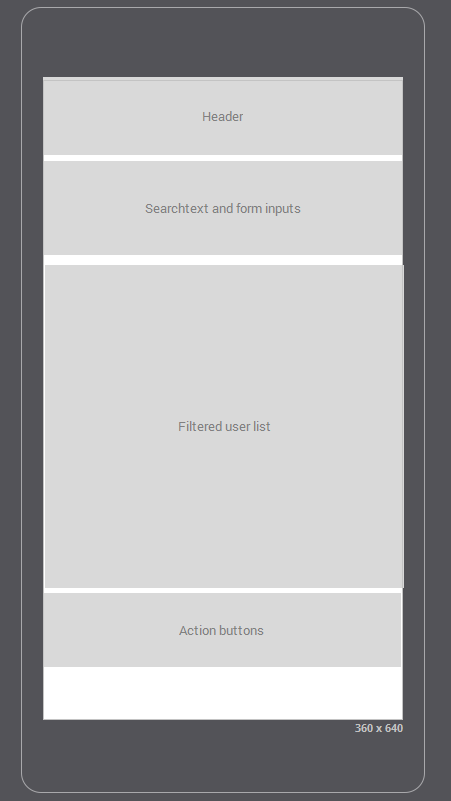 Header
Searchtext and form inputs
Filtered user list
Action buttons
360 x 640